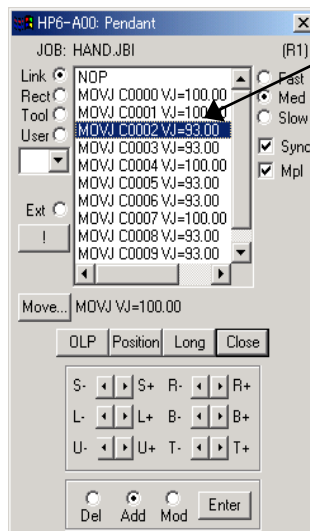 HP6-A00: Pendant
JOB: HAND.JBI (R1)
Link
Rect
Tool
User
Ext
!
NOP
MOVJ C0000 VJ=100.00
MOVJ C0001 VJ=100.00
MOVJ C0002 VJ=93.00
MOVJ C0003 VJ=93.00
MOVJ C0004 VJ=100.00
MOVJ C0005 VJ=93.00
MOVJ C0006 VJ=93.00
MOVJ C0007 VJ=100.00
MOVJ C0008 VJ=93.00
MOVJ C0009 VJ=93.00
Fast
Med
Slow
Sync
Mpl
Move... MOVJ VJ=100.00
OLP Position Long Close
S- S+ R- R+
L- L+ B- B+
U- U+ T- T+
Del Add Mod Enter